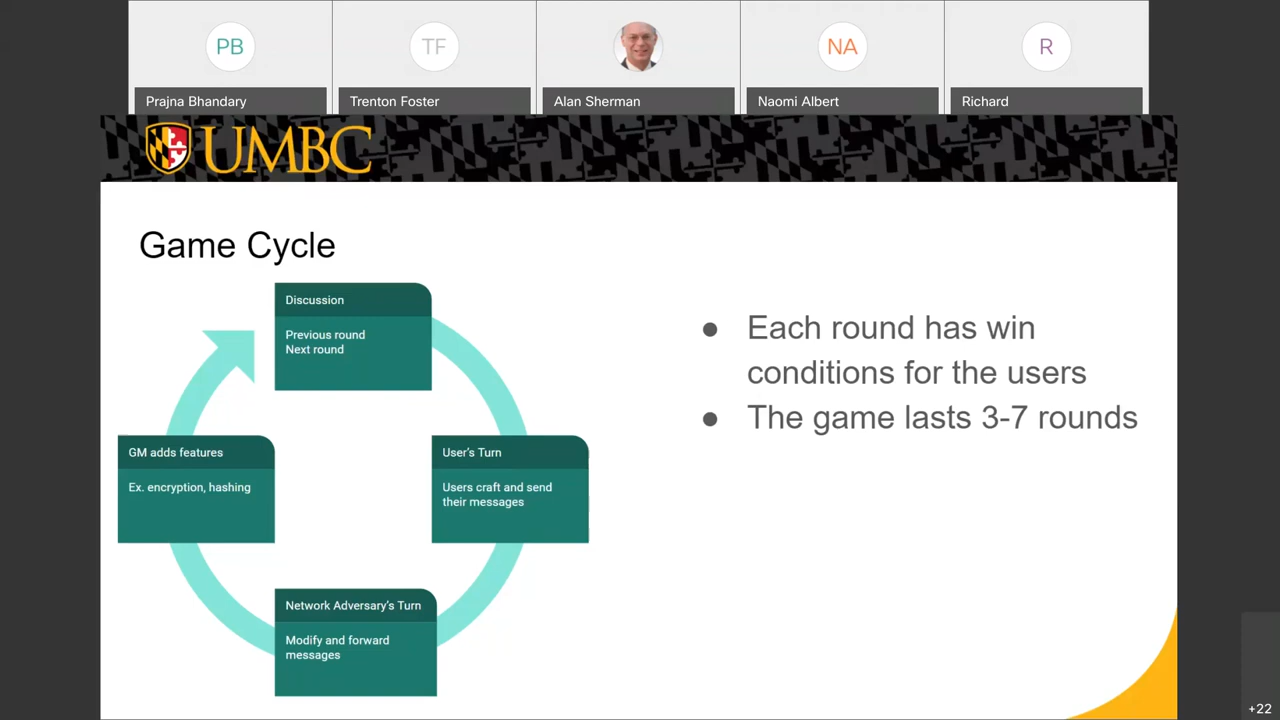 PB
TF
NA
R
Prajna Bhandary
Trenton Foster
Alan Sherman
Naomi Albert
Richard
UMBC
Game Cycle
Discussion
Previous round
Next round
GM adds features
Ex. encryption, hashing
User's Turn
Users craft and send
their messages
Network Adversary's Turn
Modify and forward
messages
● Each round has win
conditions for the users
● The game lasts 3-7 rounds
+22